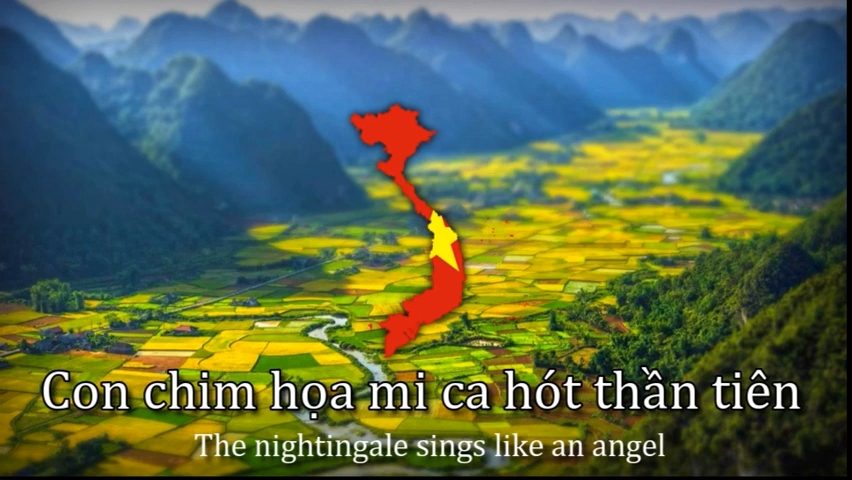 Con chim họa mi ca hót thần tiên
The nightingale sings like an angel